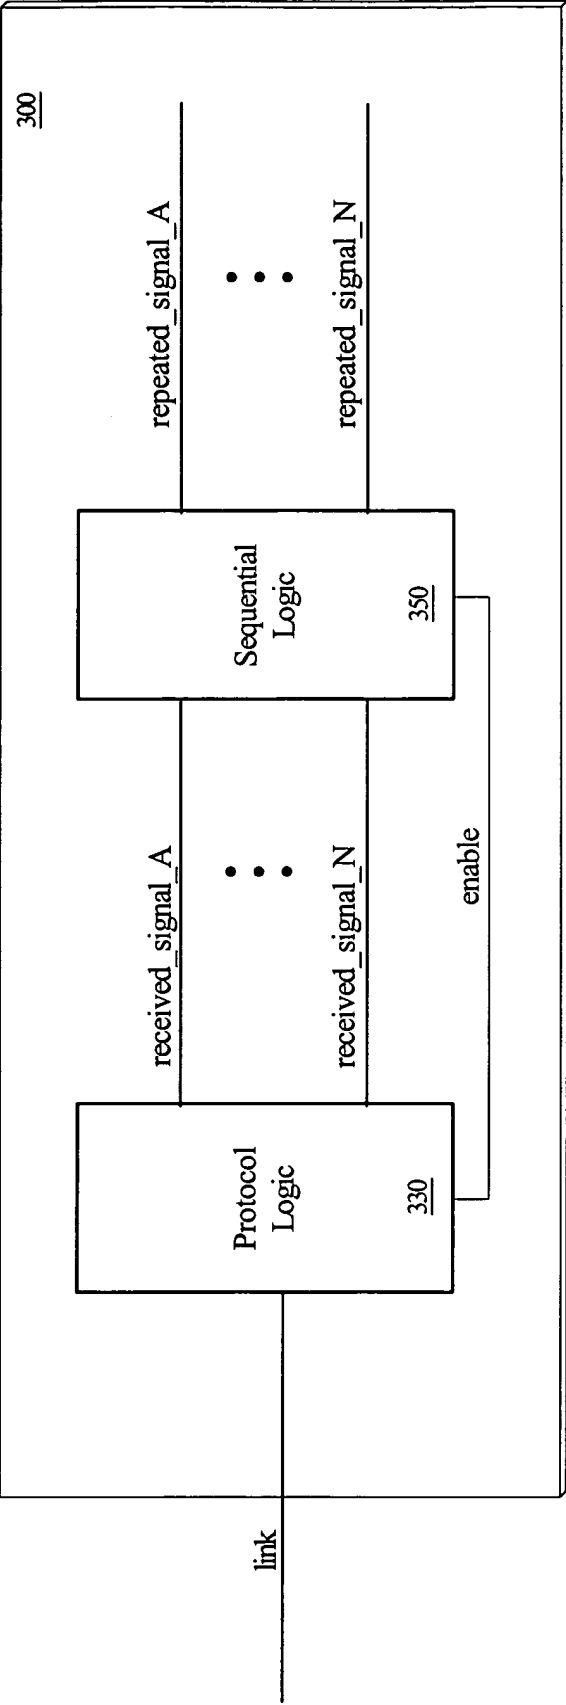 300
link
Protocol
Logic
330
received_signal_A
received_signal_N
enable
Sequential
Logic
350
repeated_signal_A
repeated_signal_N